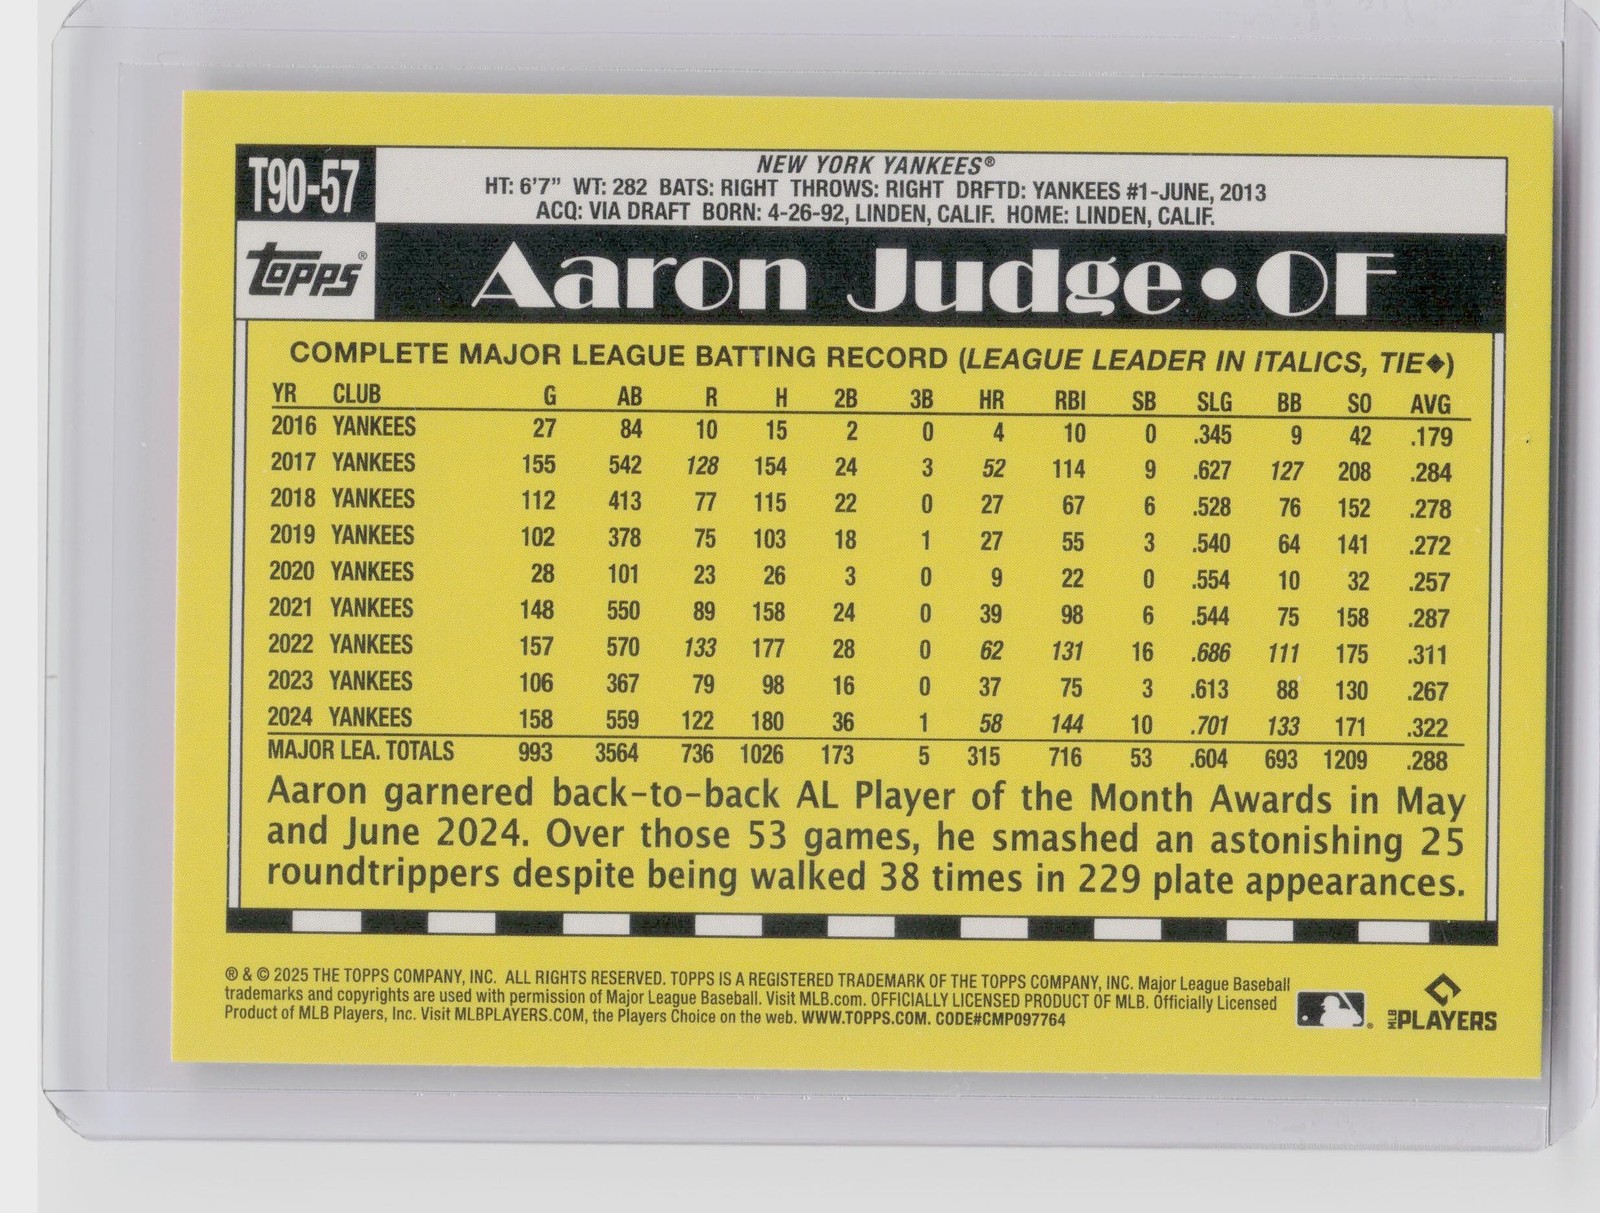 T90-57
NEW YORK YANKEES®
HT: 6'7" WT: 282 BATS: RIGHT THROWS: RIGHT DRFTD: YANKEES #1-JUNE, 2013
ACQ: VIA DRAFT BORN: 4-26-92, LINDEN, CALIF. HOME: LINDEN, CALIF.
topps®
Aaron Judge • OF
COMPLETE MAJOR LEAGUE BATTING RECORD (LEAGUE LEADER IN ITALICS, TIE◆)
YR CLUB G AB R H 2B 3B HR RBI SB SLG BB SO AVG
2016 YANKEES 27 84 10 15 2 0 4 10 0 .345 9 42 .179
2017 YANKEES 155 542 128 154 24 3 52 114 9 .627 127 208 .284
2018 YANKEES 112 413 77 115 22 0 27 67 6 .528 76 152 .278
2019 YANKEES 102 378 75 103 18 1 27 55 3 .540 64 141 .272
2020 YANKEES 28 101 23 26 3 0 9 22 0 .554 10 32 .257
2021 YANKEES 148 550 89 158 24 0 39 98 6 .544 75 158 .287
2022 YANKEES 157 570 133 177 28 0 62 131 16 .686 111 175 .311
2023 YANKEES 106 367 79 98 16 0 37 75 3 .613 88 130 .267
2024 YANKEES 158 559 122 180 36 1 58 144 10 .701 133 171 .322
MAJOR LEA. TOTALS 993 3564 736 1026 173 5 315 716 53 .604 693 1209 .288
Aaron garnered back-to-back AL Player of the Month Awards in May
and June 2024. Over those 53 games, he smashed an astonishing 25
roundtrippers despite being walked 38 times in 229 plate appearances.
® & © 2025 THE TOPPS COMPANY, INC. ALL RIGHTS RESERVED. TOPPS IS A REGISTERED TRADEMARK OF THE TOPPS COMPANY, INC. Major League Baseball
trademarks and copyrights are used with permission of Major League Baseball. Visit MLB.com. OFFICIALLY LICENSED PRODUCT OF MLB. Officially Licensed
Product of MLB Players, Inc. Visit MLBPLAYERS.COM, the Players Choice on the web. WWW.TOPPS.COM. CODE#CMP097764
®
MLB PLAYERS